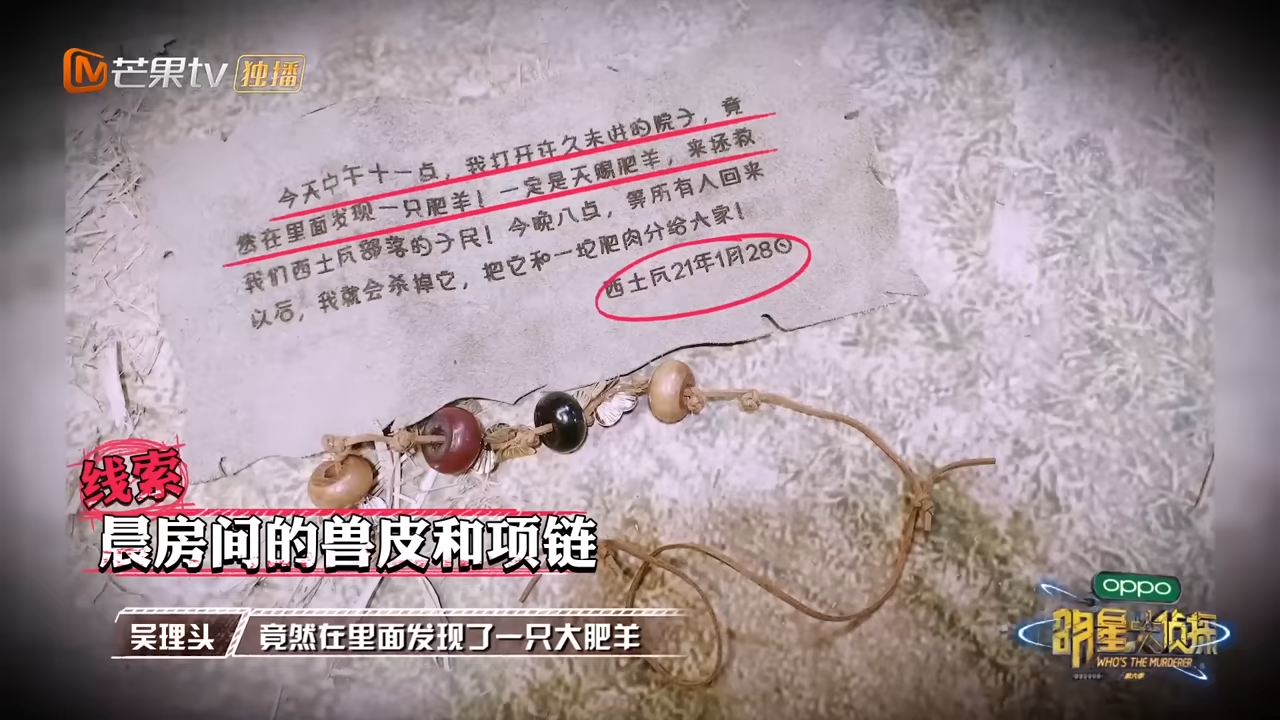 芒果tv 独播
今天中午十一点，我打开许久未进的院子，竟
然在里面发现一只肥羊！一定是天赐肥羊，来拯救
我们西土瓦部落的子民！今晚八点，等所有人回来
以后，我就会杀掉它，把它和一坨肥肉分给大家！
西土瓦21年1月28日
线索
晨房间的兽皮和项链
吴理头 竟然在里面发现了一只大肥羊
oppo
明星大侦探
WHO'S THE MURDERER
第六季